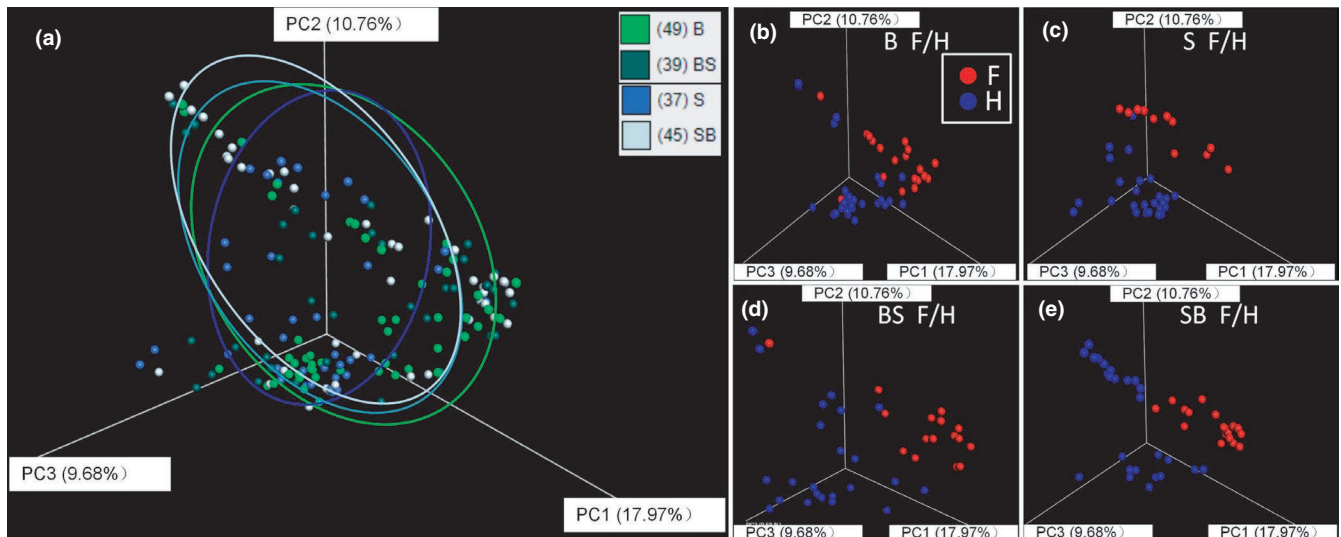 (a)
PC2 (10.76%)
(49) B
(39) BS
(37) S
(45) SB
PC3 (9.68%)
PC1 (17.97%)
(b)
PC2 (10.76%)
B F/H
F
H
PC3 (9.68%)
PC1 (17.97%)
(c)
PC2 (10.76%)
S F/H
PC3 (9.68%)
PC1 (17.97%)
(d)
PC2 (10.76%)
BS F/H
PC3 (9.68%)
PC1 (17.97%)
(e)
PC2 (10.76%)
SB F/H
PC3 (9.68%)
PC1 (17.97%)